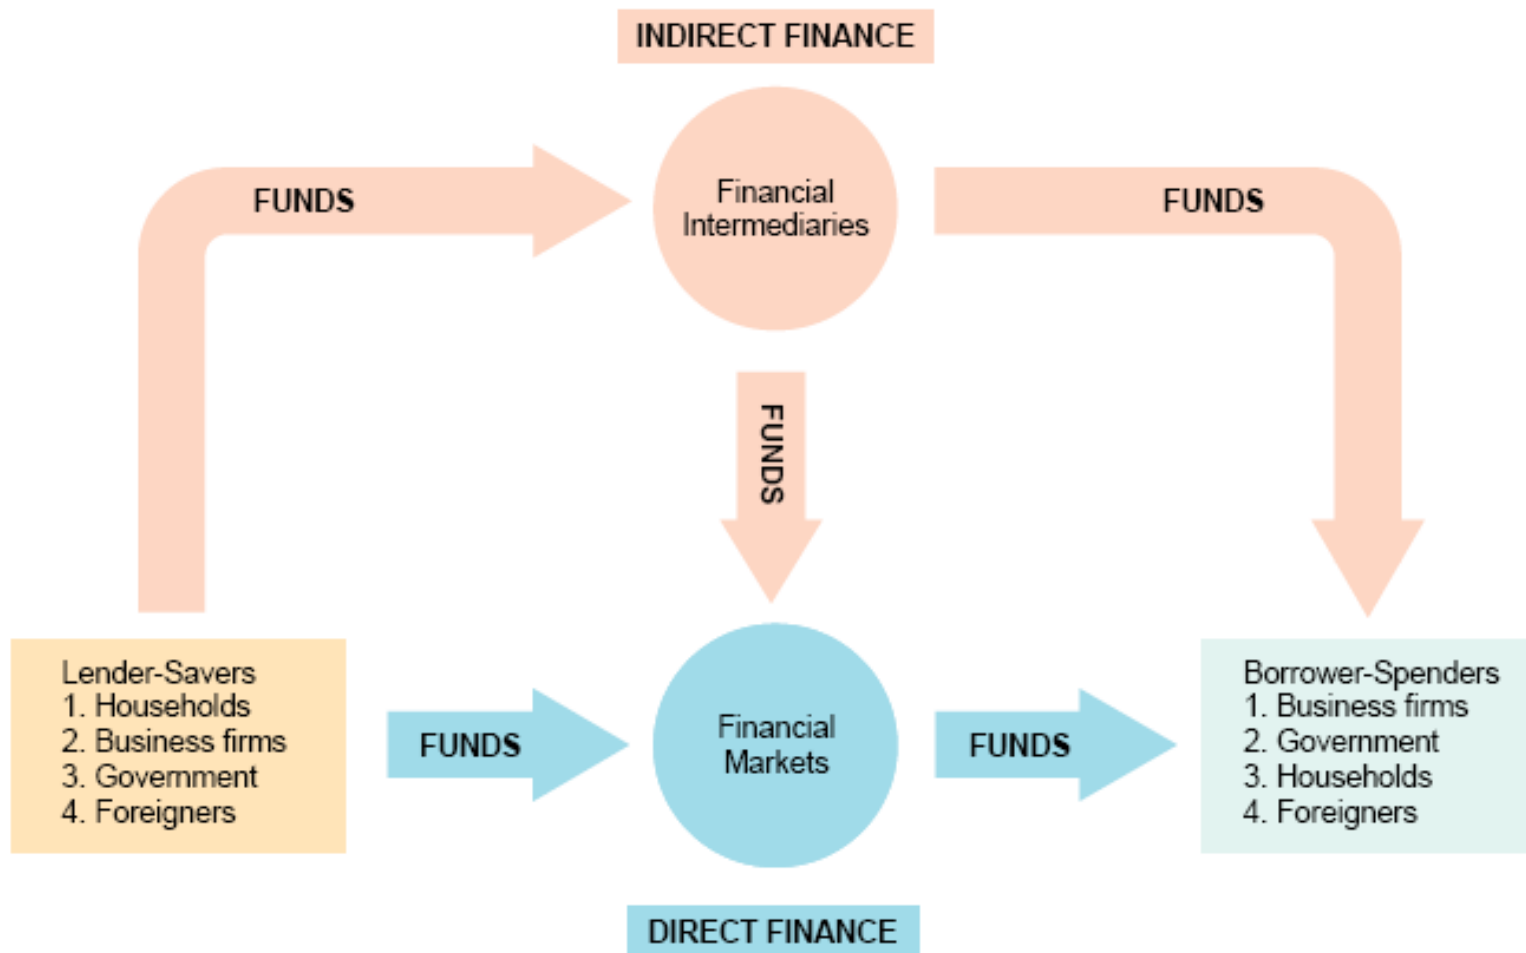 INDIRECT FINANCE
Financial
Intermediaries
FUNDS
FUNDS
FUNDS
Lender-Savers
1. Households
2. Business firms
3. Government
4. Foreigners
FUNDS
Financial
Markets
FUNDS
Borrower-Spenders
1. Business firms
2. Government
3. Households
4. Foreigners
DIRECT FINANCE